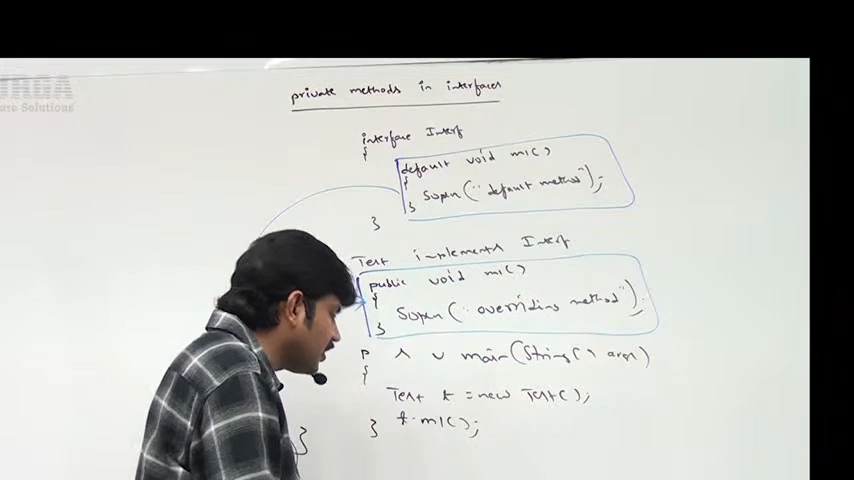 private methods in interfaces
interface Interf
{
default void m1()
{
Sopln("default method");
}
}
Test implements Interf
{
public void m1()
{
Sopln("overriding method");
}
p s v main(String[] args)
{
Test t = new Test();
t.m1();
}
}
Solutions